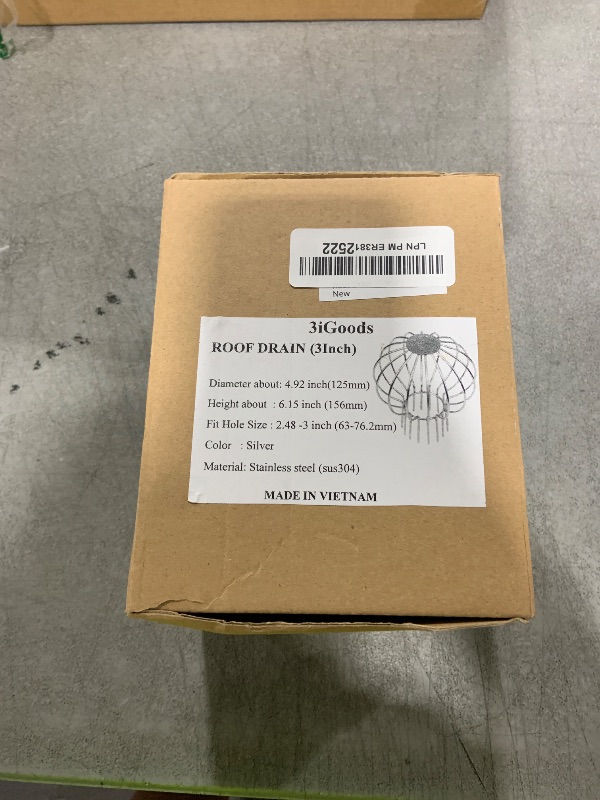 LPN PM ER3812522
New
3iGoods
ROOF DRAIN (3Inch)
Diameter about: 4.92 inch(125mm)
Height about : 6.15 inch (156mm)
Fit Hole Size : 2.48 -3 inch (63-76.2mm)
Color : Silver
Material: Stainless steel (sus304)
MADE IN VIETNAM